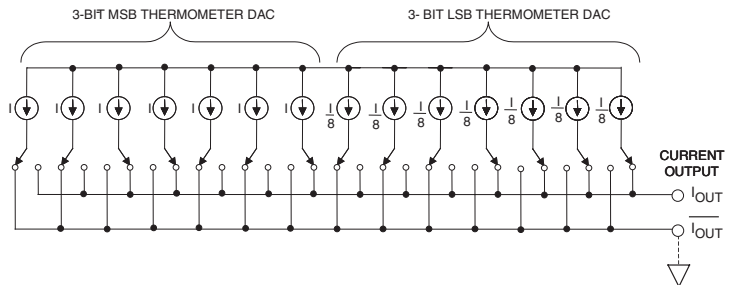 3-BIT MSB THERMOMETER DAC
3- BIT LSB THERMOMETER DAC
I I I I I I I I/8 I/8 I/8 I/8 I/8 I/8 I/8
CURRENT
OUTPUT
IOUT
IOUT